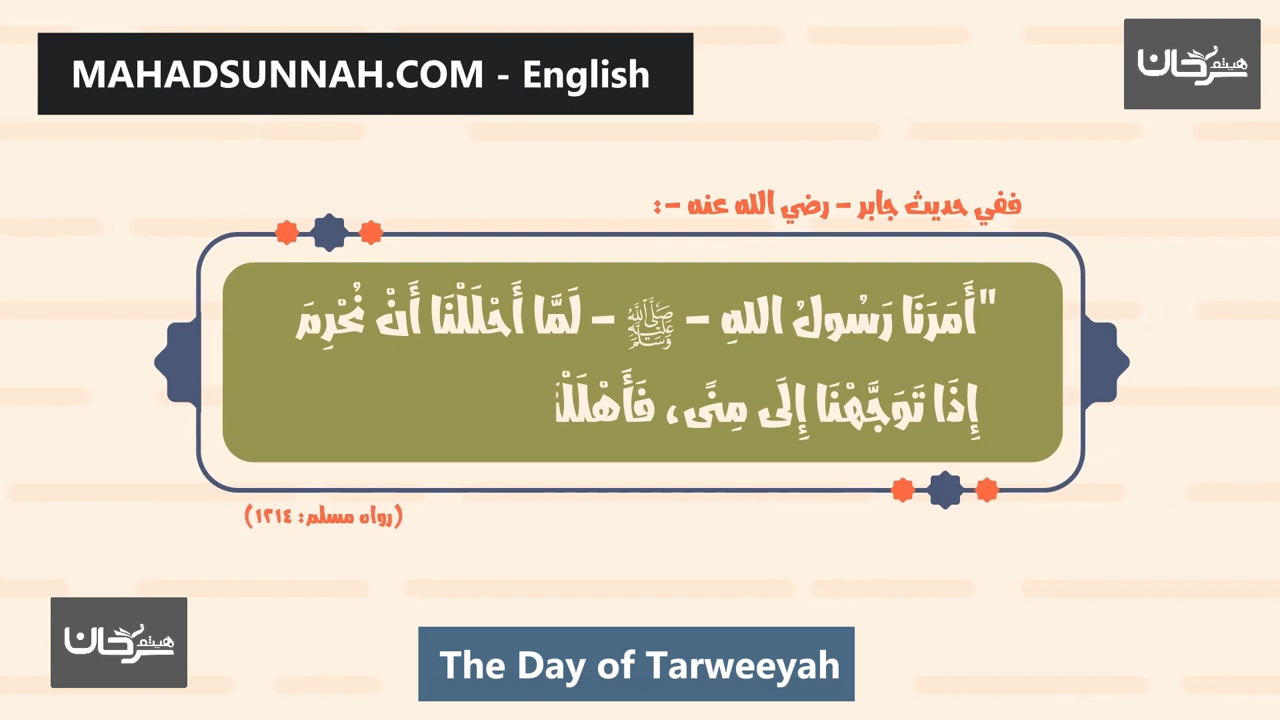 MAHADSUNNAH.COM - English
هيثم سرحان
ففي حديث جابر – رضي الله عنه – :
"أَمَرَنَا رَسُولُ اللهِ – ﷺ – لَمَّا أَحْلَلْنَا أَنْ نُحْرِمَ
إِذَا تَوَجَّهْنَا إِلَى مِنًى، فَأَهْلَلْ
(رواه مسلم: ١٢١٤)
هيثم سرحان
The Day of Tarweeyah